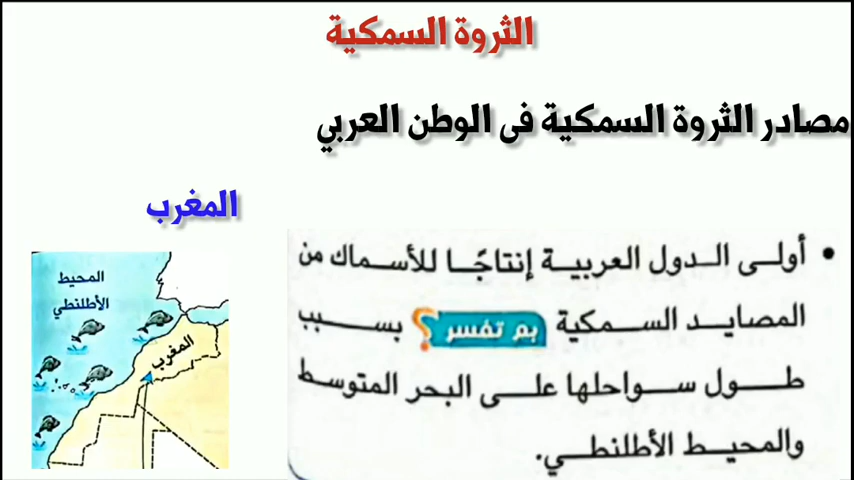 الثروة السمكية
مصادر الثروة السمكية فى الوطن العربي
المغرب
• أولى الدول العربية إنتاجًا للأسماك من
المصايد السمكية بم تفسر؟ بسبب
طول سواحلها على البحر المتوسط
والمحيط الأطلنطي.
المحيط
الأطلنطي
المغرب